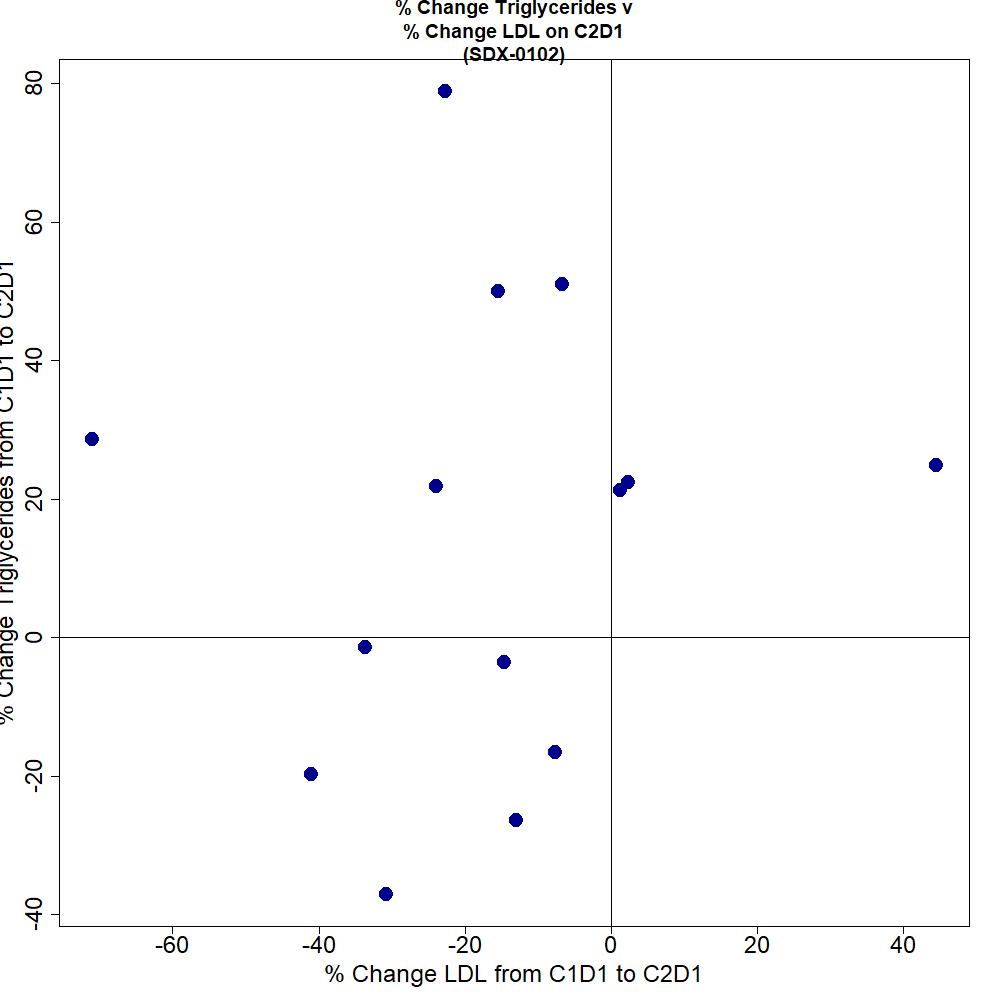 % Change Triglycerides v
% Change LDL on C2D1
(SDX-0102)
% Change Triglycerides from C1D1 to C2D1
80
60
40
20
0
-20
-40
-60
-40
-20
0
20
40
% Change LDL from C1D1 to C2D1